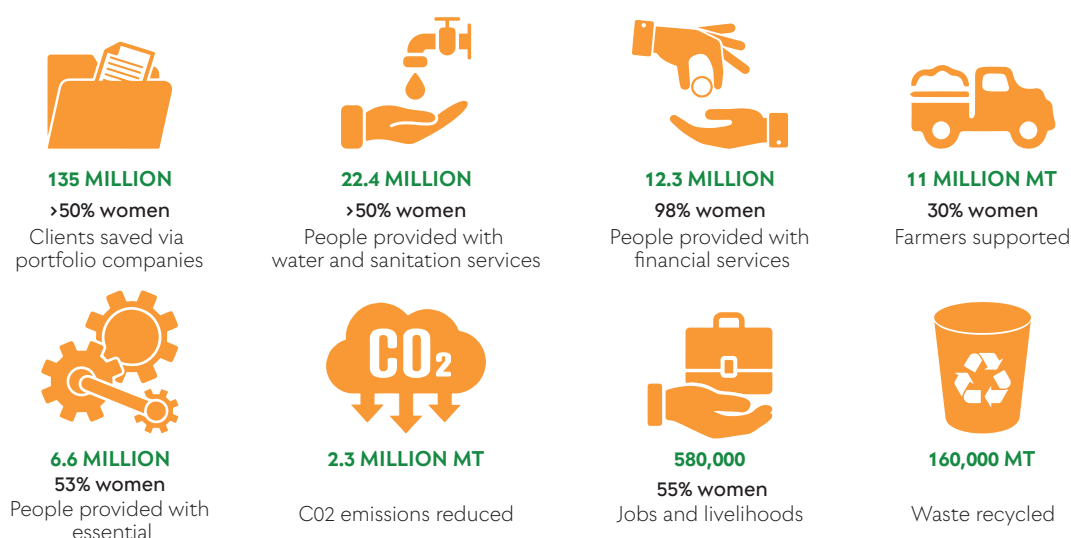 135 MILLION
>50% women
Clients saved via
portfolio companies
22.4 MILLION
>50% women
People provided with
water and sanitation services
12.3 MILLION
98% women
People provided with
financial services
11 MILLION MT
30% women
Farmers supported
6.6 MILLION
53% women
People provided with
essential
CO2
2.3 MILLION MT
C02 emissions reduced
580,000
55% women
Jobs and livelihoods
160,000 MT
Waste recycled